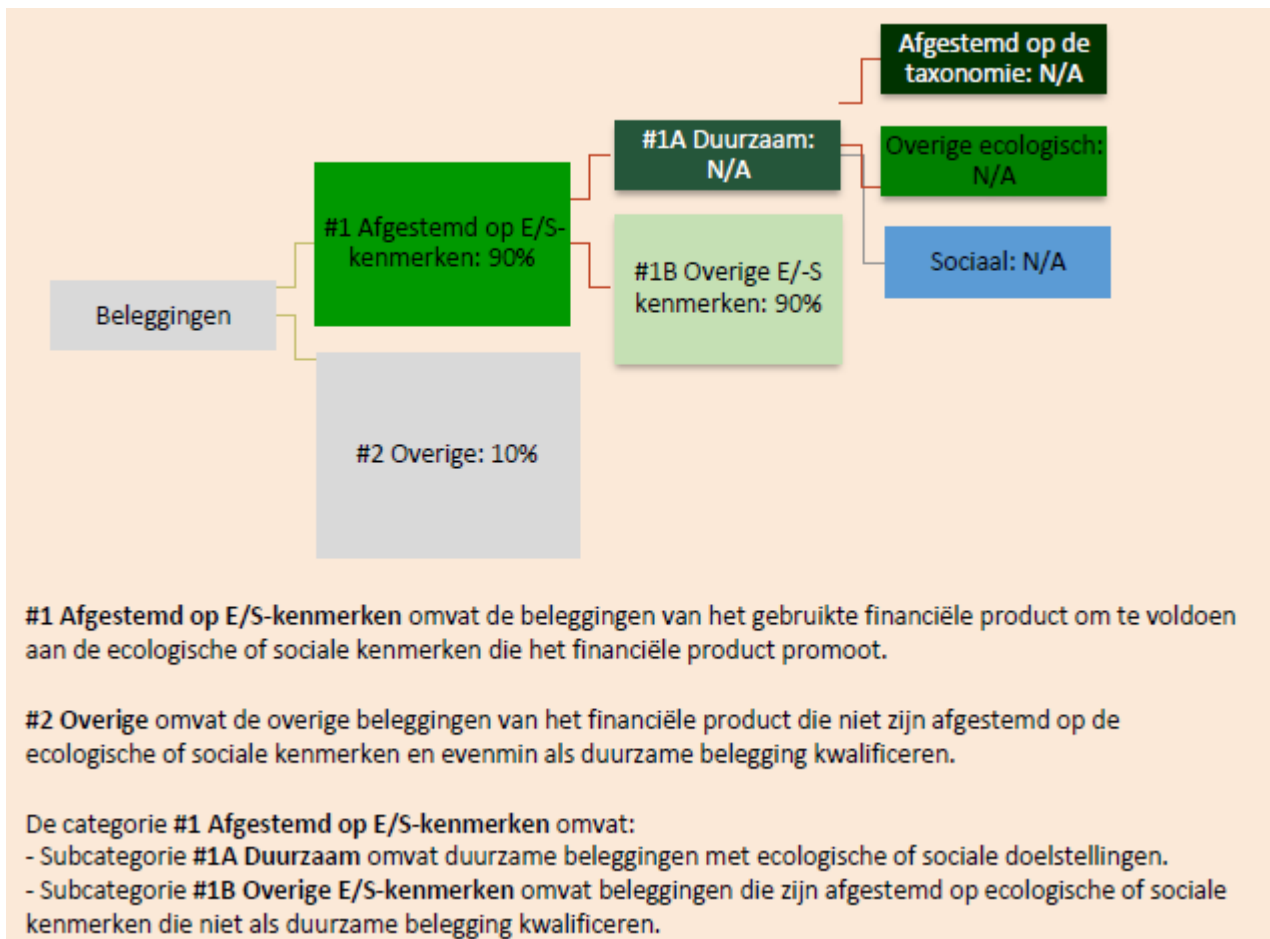 Afgestemd op de
taxonomie: N/A
#1A Duurzaam:
N/A
Overige ecologisch:
N/A
#1 Afgestemd op E/S-
kenmerken: 90%
Sociaal: N/A
#1B Overige E/-S
kenmerken: 90%
Beleggingen
#2 Overige: 10%
#1 Afgestemd op E/S-kenmerken omvat de beleggingen van het gebruikte financiële product om te voldoen
aan de ecologische of sociale kenmerken die het financiële product promoot.
#2 Overige omvat de overige beleggingen van het financiële product die niet zijn afgestemd op de
ecologische of sociale kenmerken en evenmin als duurzame belegging kwalificeren.
De categorie #1 Afgestemd op E/S-kenmerken omvat:
- Subcategorie #1A Duurzaam omvat duurzame beleggingen met ecologische of sociale doelstellingen.
- Subcategorie #1B Overige E/S-kenmerken omvat beleggingen die zijn afgestemd op ecologische of sociale
kenmerken die niet als duurzame belegging kwalificeren.